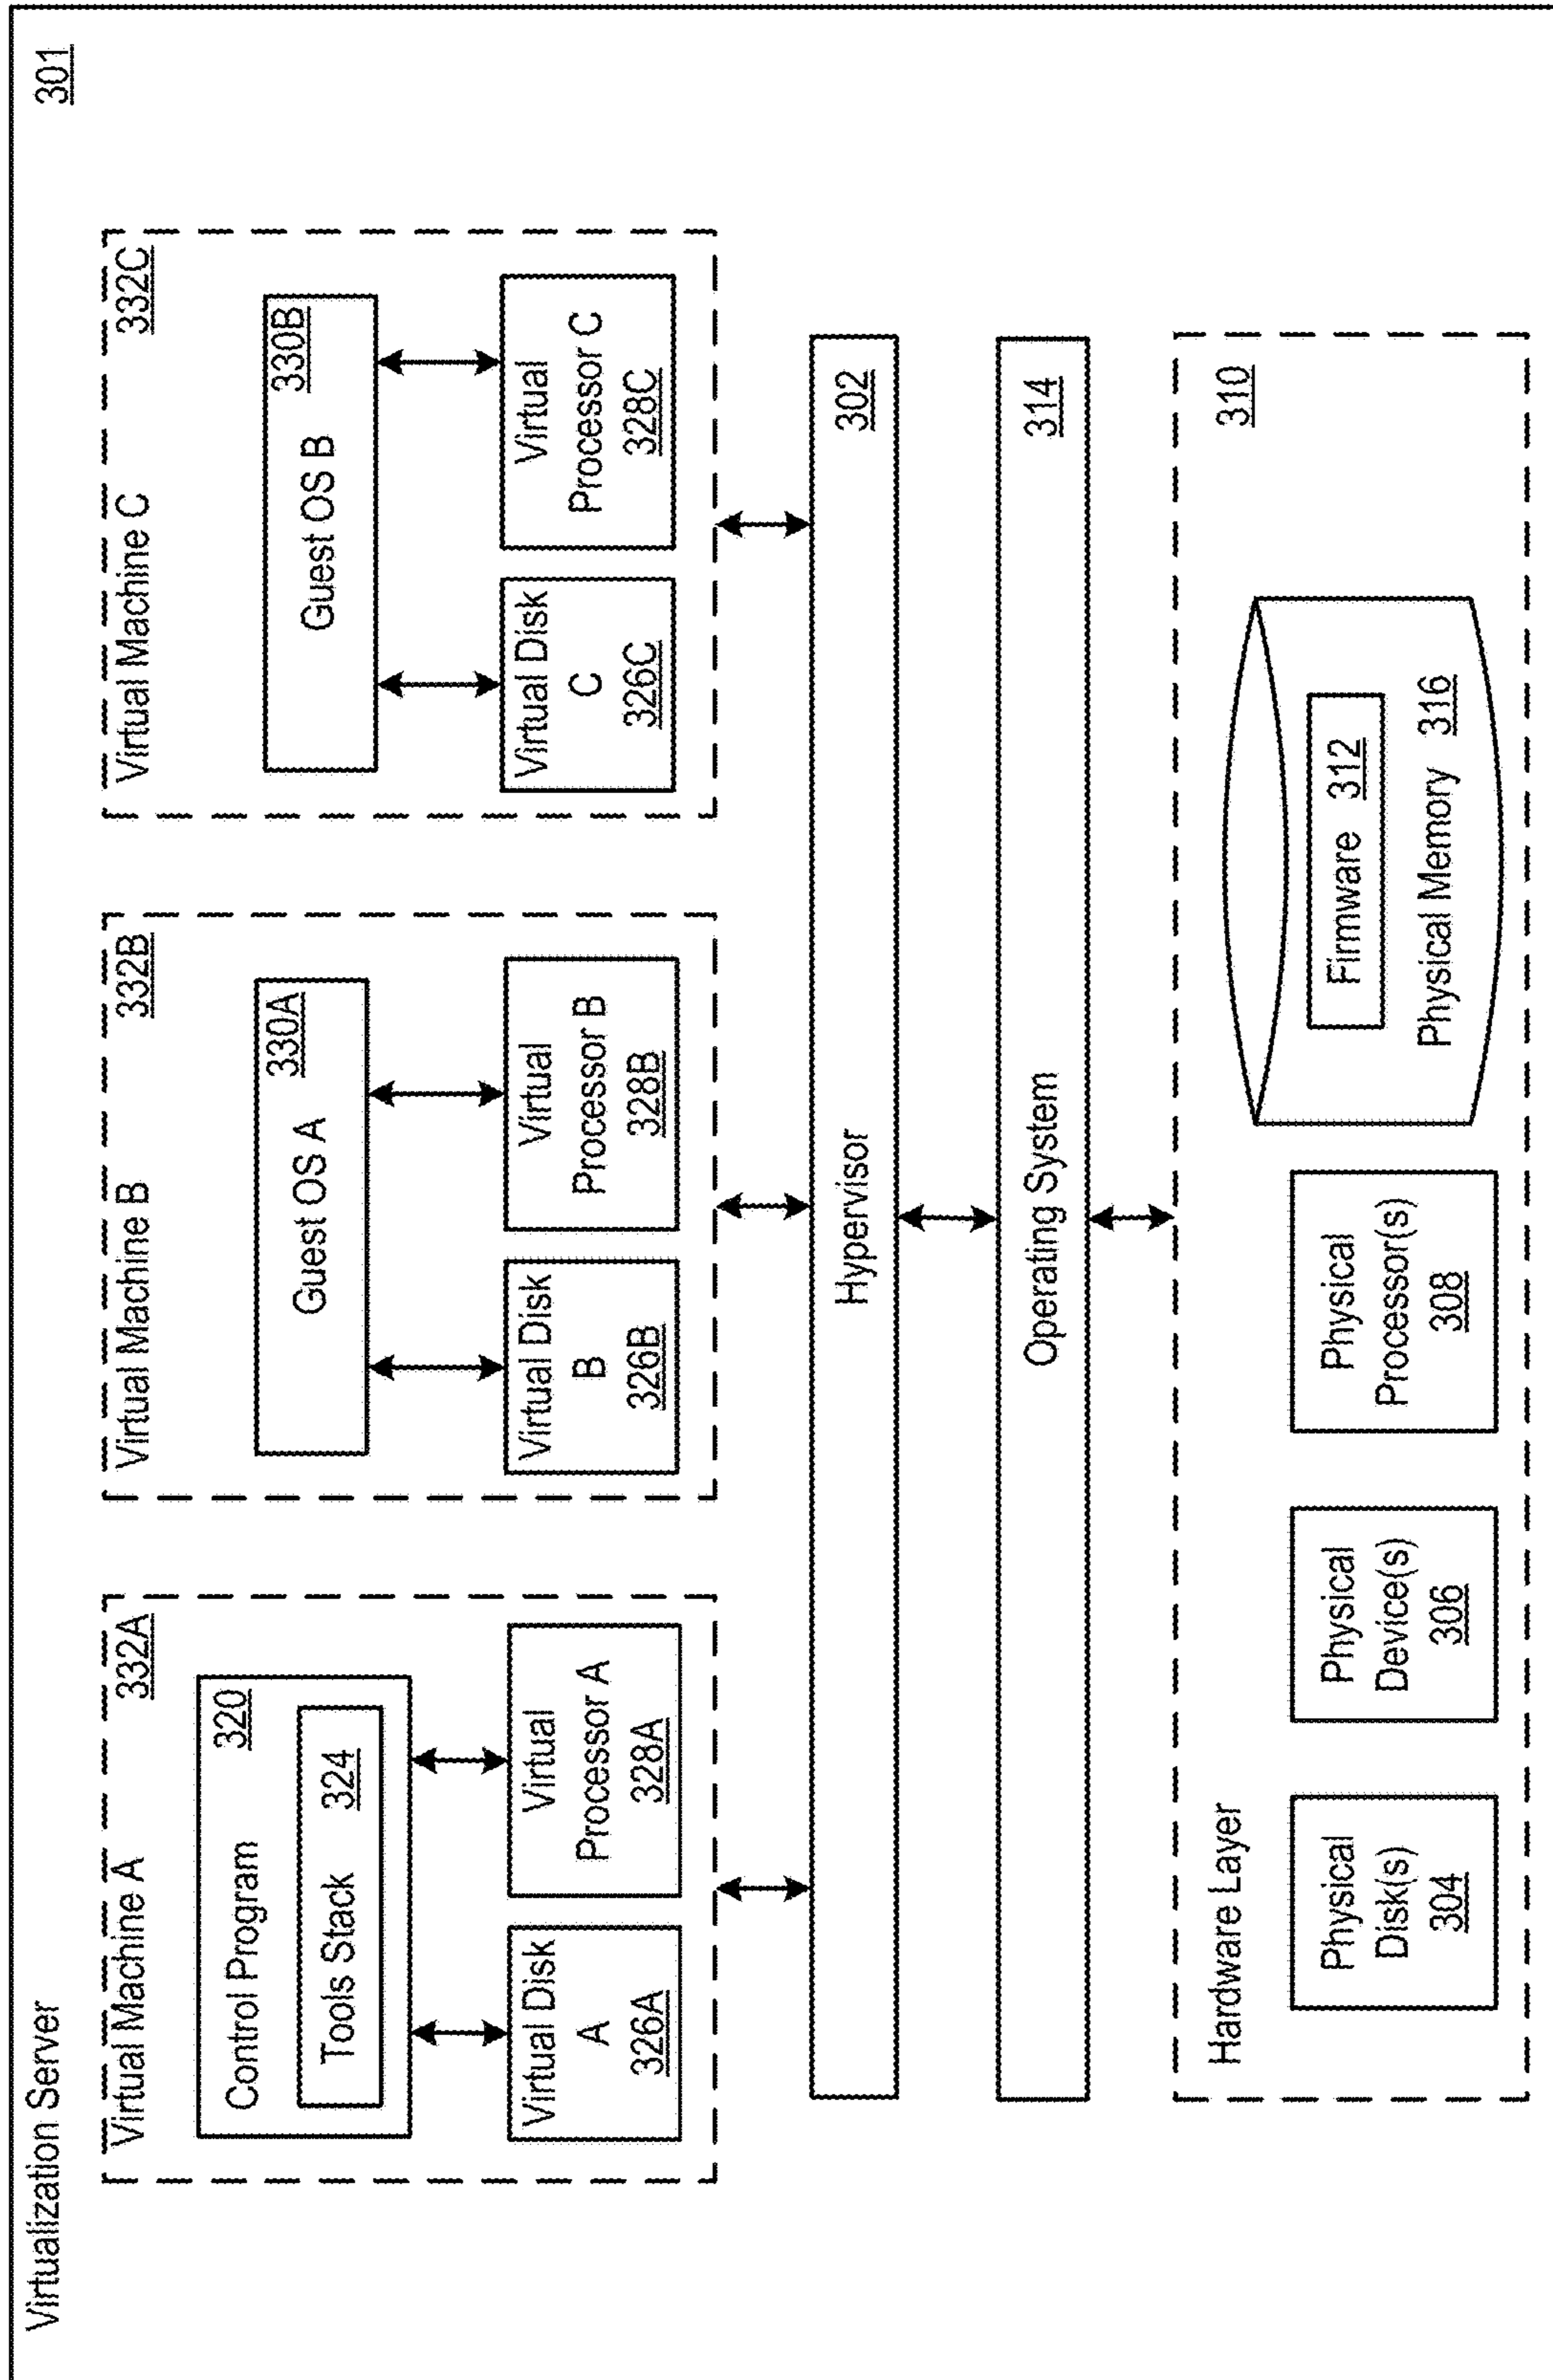 Virtualization Server
301
Virtual Machine A
332A
Control Program
320
Tools Stack
324
Virtual Disk
A
326A
Virtual
Processor A
328A
Virtual Machine B
332B
Guest OS A
330A
Virtual Disk
B
326B
Virtual
Processor B
328B
Virtual Machine C
332C
Guest OS B
330B
Virtual Disk
C
326C
Virtual
Processor C
328C
Hypervisor
302
Operating System
314
Hardware Layer
310
Physical
Disk(s)
304
Physical
Device(s)
306
Physical
Processor(s)
308
Firmware 312
Physical Memory 316